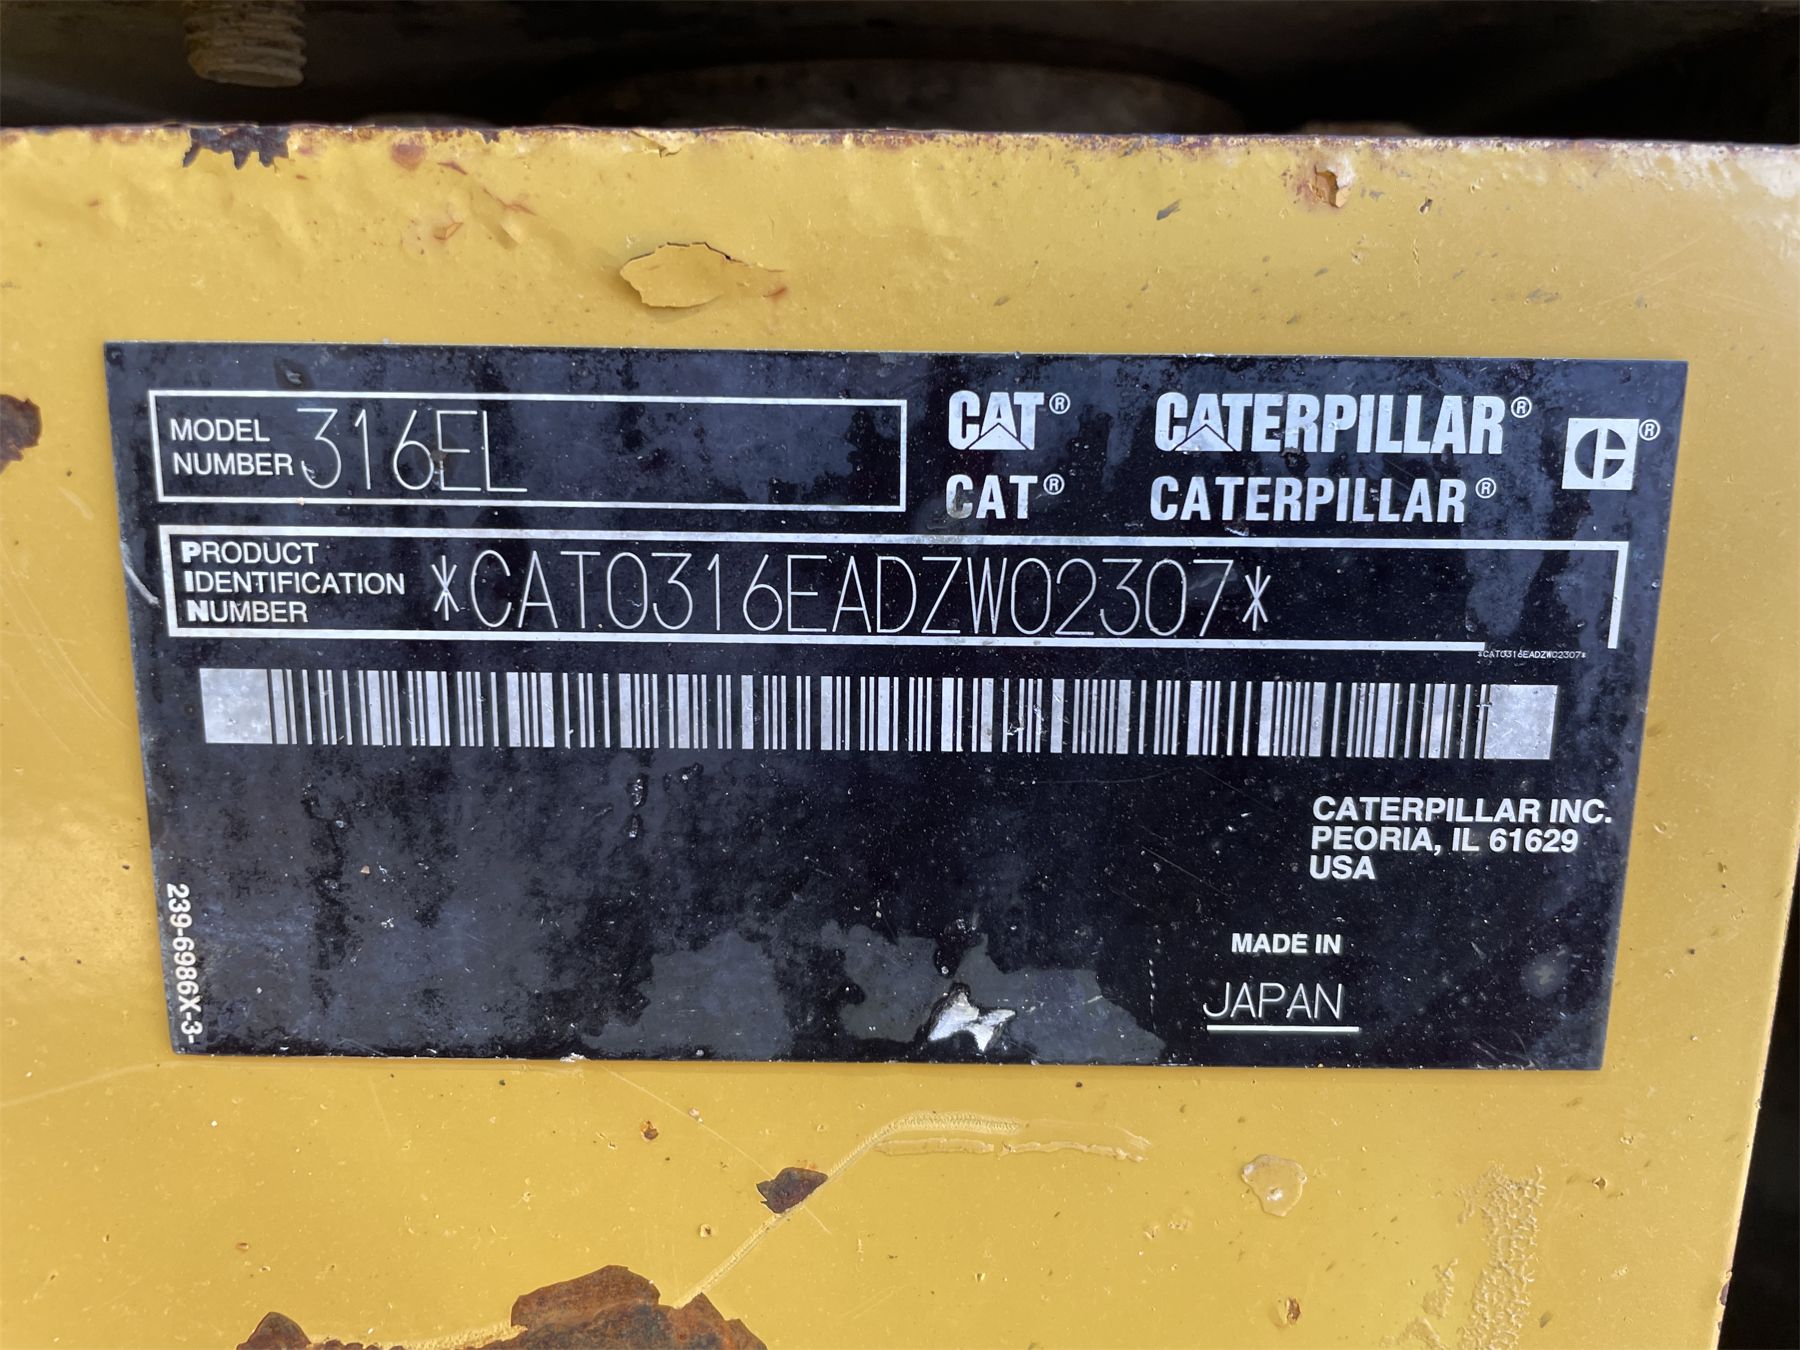 MODEL NUMBER 316EL
CAT® CATERPILLAR® ®
CAT® CATERPILLAR®
PRODUCT IDENTIFICATION NUMBER *CAT0316EADZW02307*
*CAT0316EADZW02307*
CATERPILLAR INC.
PEORIA, IL 61629
USA
MADE IN
JAPAN
239-6986X-3-